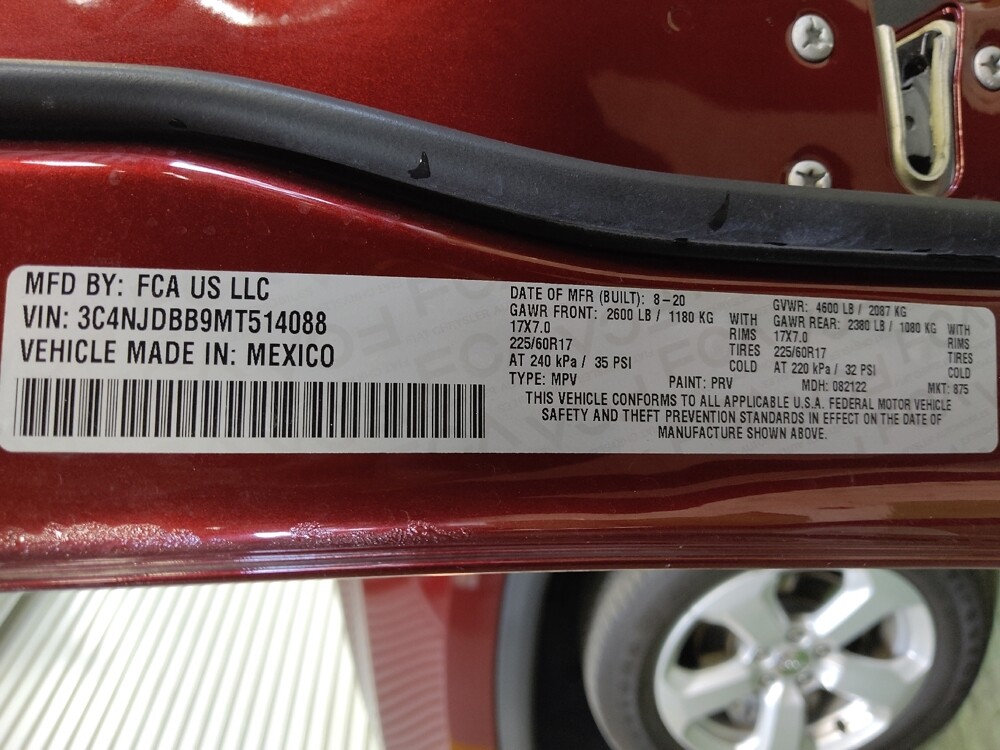 MFD BY: FCA US LLC
VIN: 3C4NJDBB9MT514088
VEHICLE MADE IN: MEXICO
DATE OF MFR (BUILT): 8-20
GAWR FRONT: 2600 LB / 1180 KG WITH
17X7.0 RIMS
225/60R17 TIRES
AT 240 kPa / 35 PSI COLD
GVWR: 4600 LB / 2087 KG
GAWR REAR: 2380 LB / 1080 KG WITH
17X7.0 RIMS
225/60R17 TIRES
AT 220 kPa / 32 PSI COLD
TYPE: MPV PAINT: PRV MDH: 082122 MKT: 875
THIS VEHICLE CONFORMS TO ALL APPLICABLE U.S.A. FEDERAL MOTOR VEHICLE
SAFETY AND THEFT PREVENTION STANDARDS IN EFFECT ON THE DATE OF
MANUFACTURE SHOWN ABOVE.